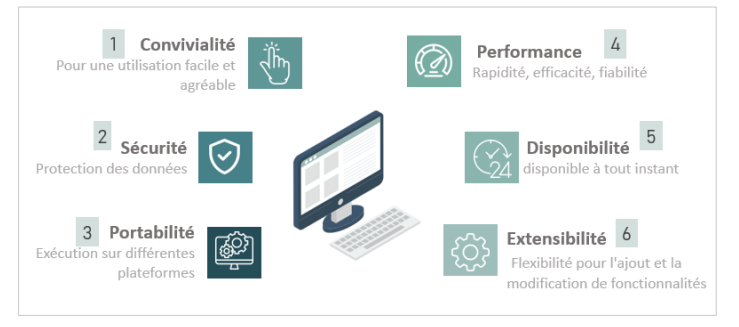 1 Convivialité
Pour une utilisation facile et
agréable
2 Sécurité
Protection des données
3 Portabilité
Exécution sur différentes
plateformes
Performance 4
Rapidité, efficacité, fiabilité
Disponibilité 5
24 disponible à tout instant
Extensibilité 6
Flexibilité pour l'ajout et la
modification de fonctionnalités